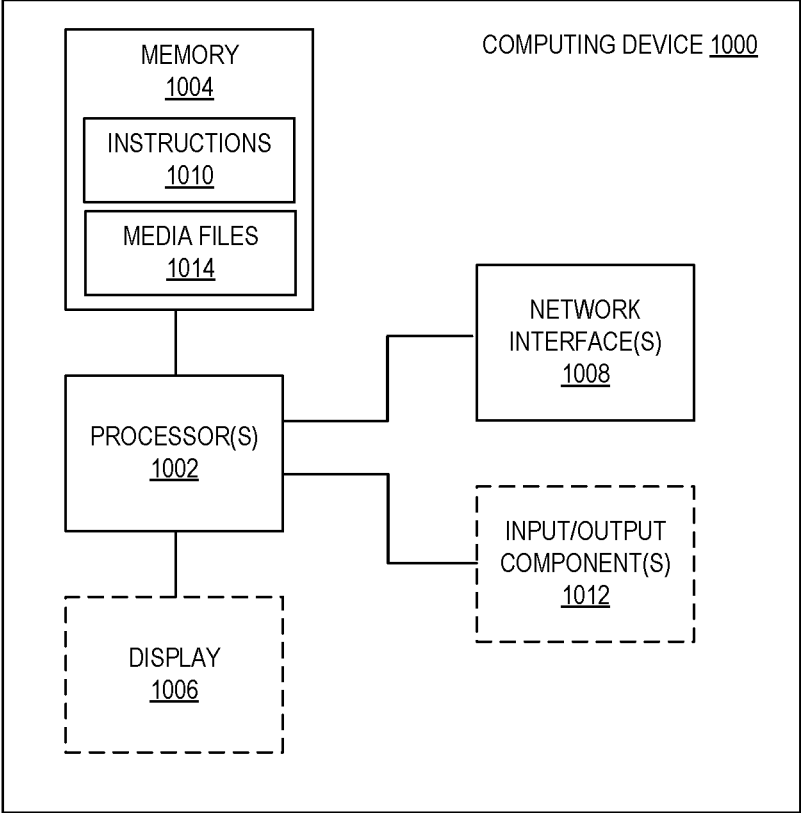 COMPUTING DEVICE 1000
MEMORY
1004
INSTRUCTIONS
1010
MEDIA FILES
1014
NETWORK
INTERFACE(S)
1008
PROCESSOR(S)
1002
INPUT/OUTPUT
COMPONENT(S)
1012
DISPLAY
1006